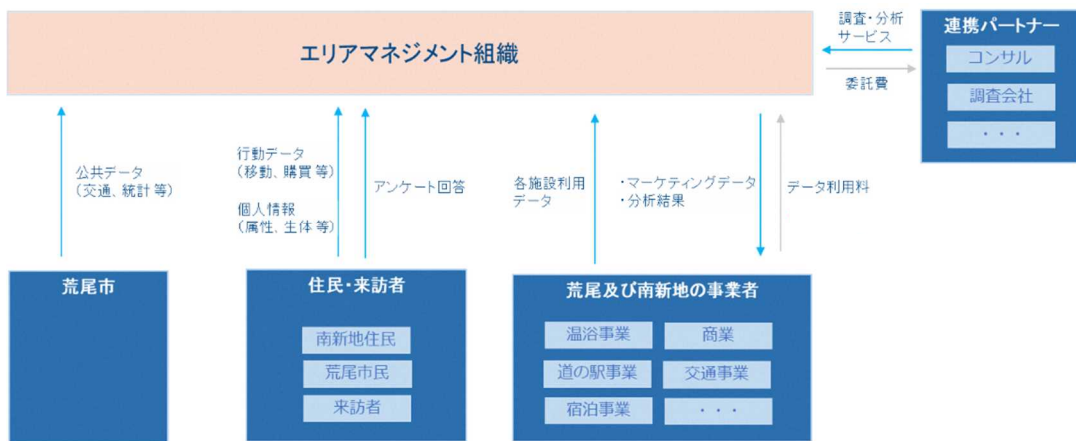 エリアマネジメント組織
調査・分析
サービス
委託費
連携パートナー
コンサル
調査会社
・・・
公共データ
(交通、統計 等)
行動データ
(移動、購買 等)
個人情報
(属性、生体 等)
アンケート回答
各施設利用
データ
・マーケティングデータ
・分析結果
データ利用料
荒尾市
住民・来訪者
南新地住民
荒尾市民
来訪者
荒尾及び南新地の事業者
温浴事業
商業
道の駅事業
交通事業
宿泊事業
・・・